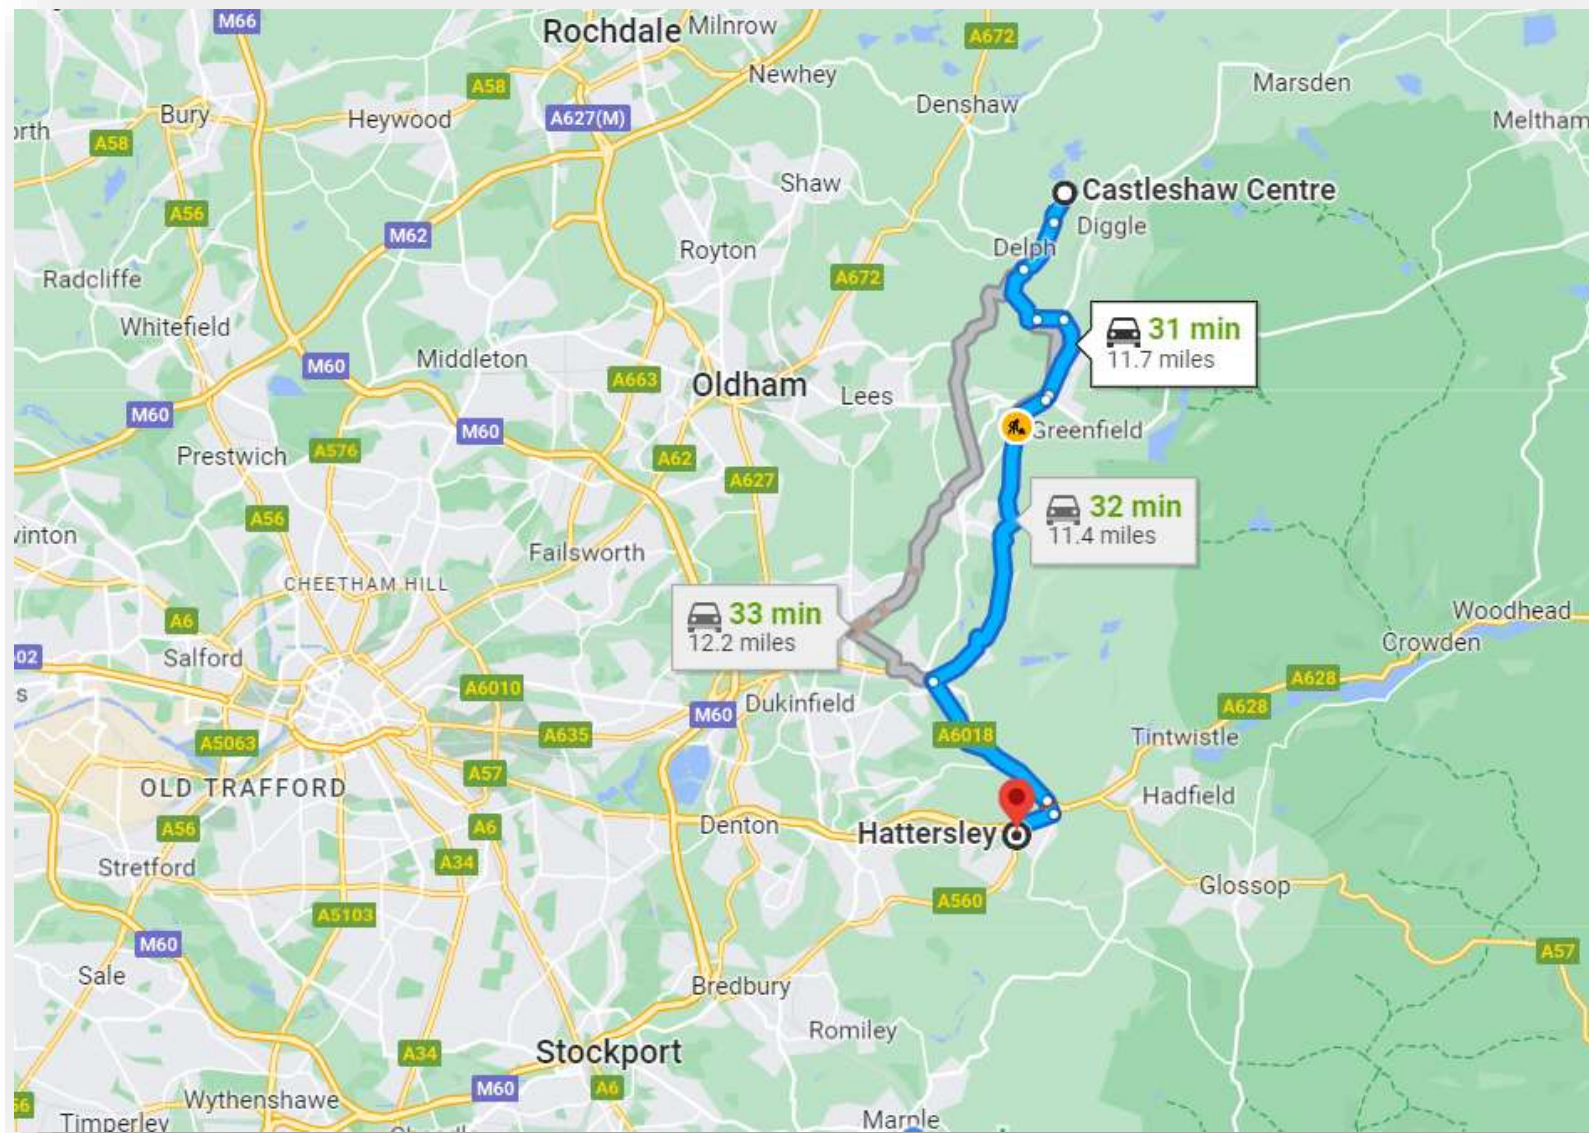 M66
Rochdale
Milnrow
A672
Newhey
Marsden
A58
Denshaw
Bury
Heywood
A627(M)
Meltham
orth
A58
Shaw
Castleshaw Centre
A56
Diggle
M62
Delph
Royton
Radcliffe
A672
Whitefield
31 min
11.7 miles
Middleton
M60
A663
Oldham
Lees
M60
M60
Greenfield
Prestwich
A576
A62
A627
32 min
11.4 miles
A56
vinton
Failsworth
CHEETHAM HILL
33 min
12.2 miles
A6
Woodhead
Crowden
602
Salford
A628
s
A6010
Dukinfield
A628
M60
A5063
A635
A6018
Tintwistle
A57
OLD TRAFFORD
Hadfield
A56
A6
Denton
Hattersley
Stretford
A34
Glossop
A560
A5103
M60
A57
Sale
Bredbury
Romiley
A34
Stockport
M60
A6
56
Wythenshawe
Timperley
Marple